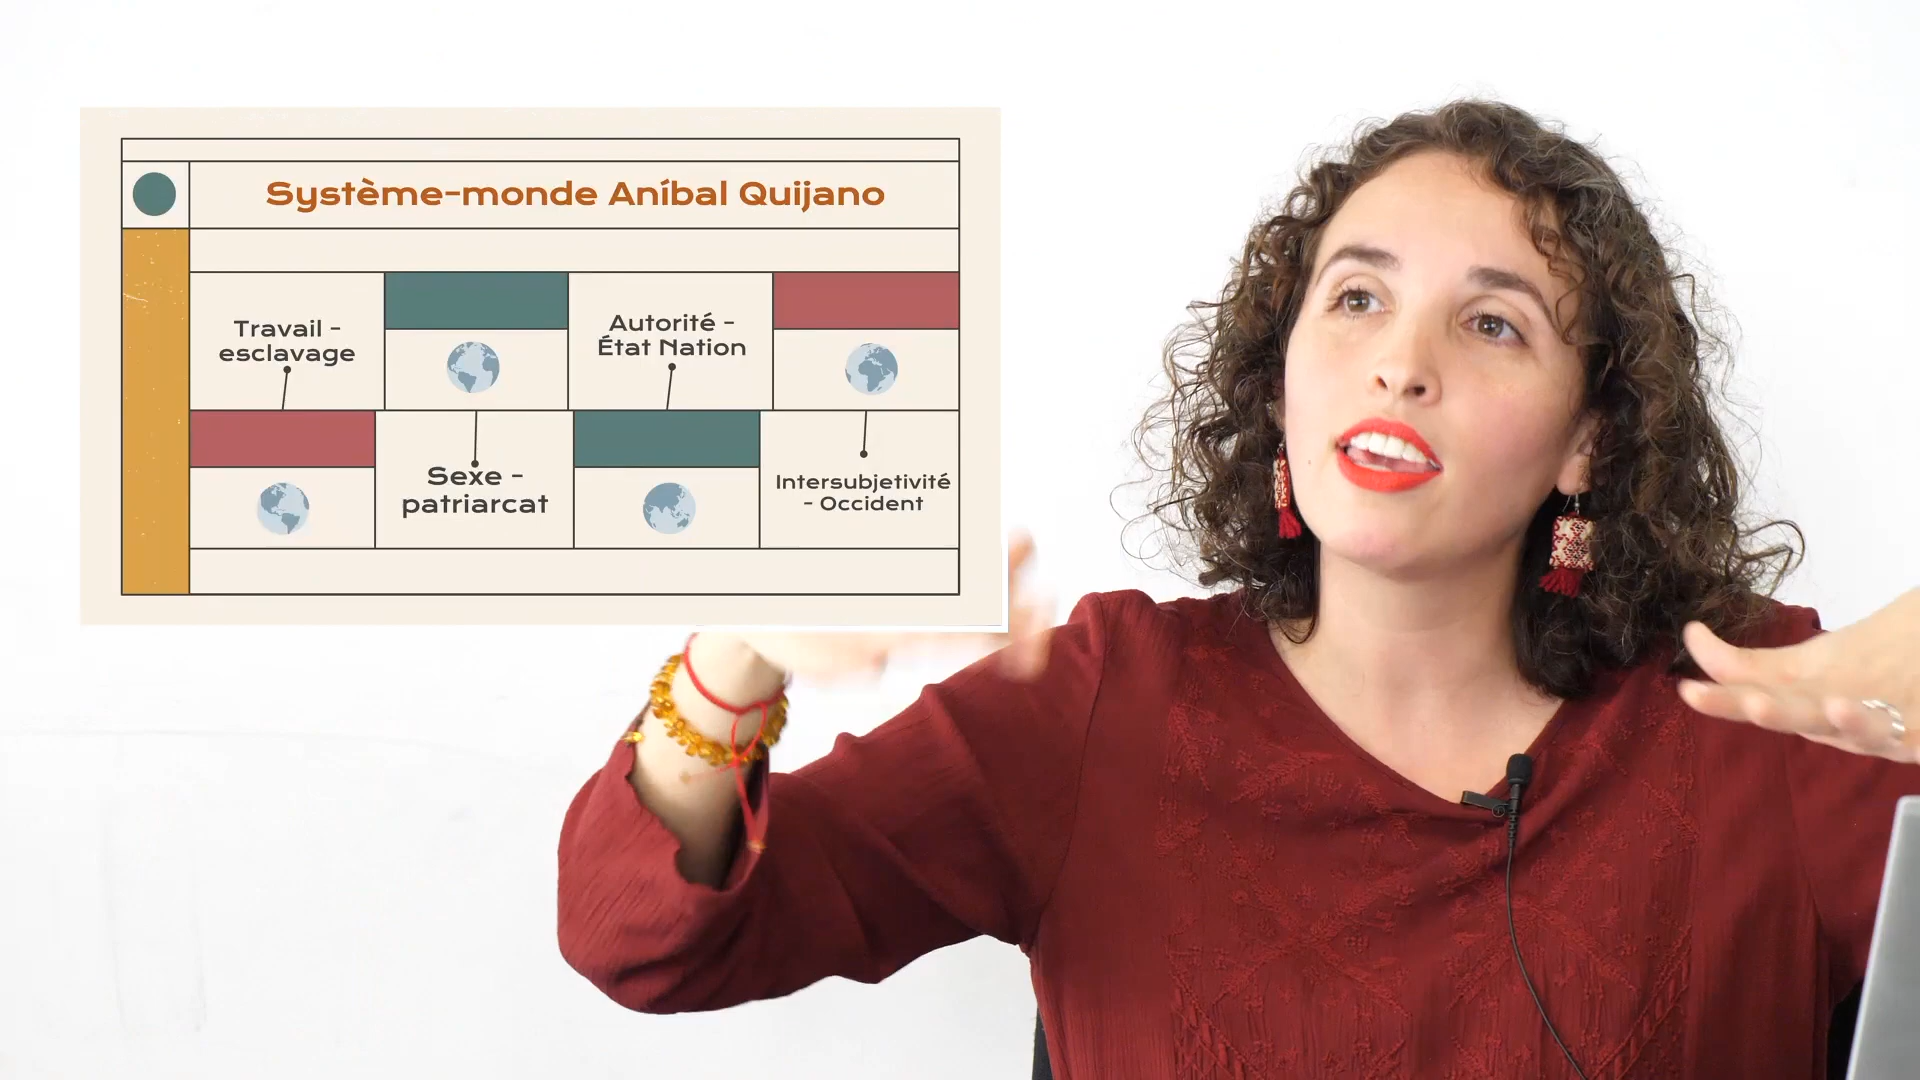 Système-monde Aníbal Quijano
Travail -
esclavage
Autorité -
État Nation
Sexe -
patriarcat
Intersubjetivité
- Occident